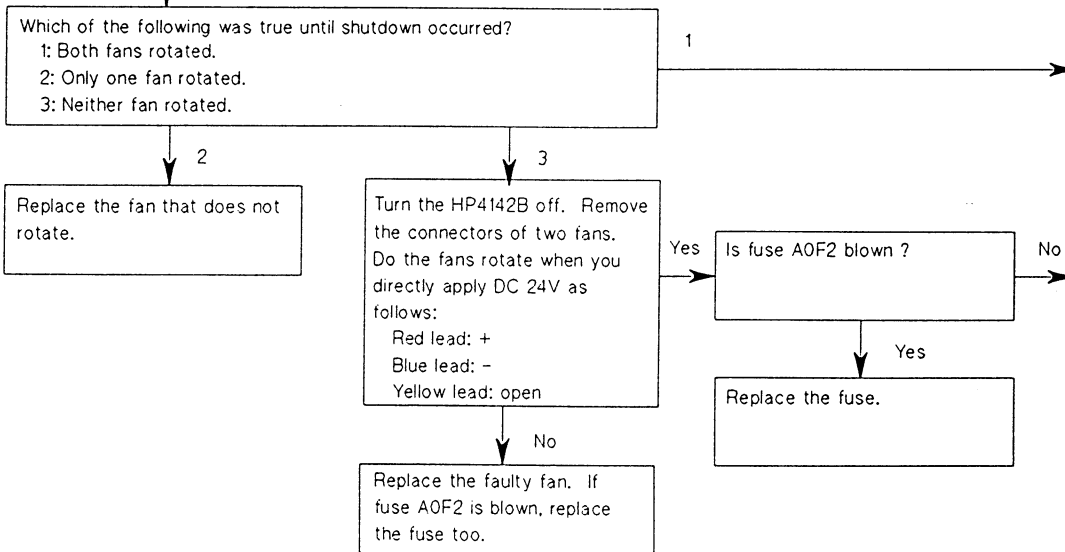 Which of the following was true until shutdown occurred?
1: Both fans rotated.
2: Only one fan rotated.
3: Neither fan rotated.
1
2
3
Replace the fan that does not
rotate.
Turn the HP4142B off. Remove
the connectors of two fans.
Do the fans rotate when you
directly apply DC 24V as
follows:
Red lead: +
Blue lead: -
Yellow lead: open
Yes
Is fuse A0F2 blown ?
No
Yes
Replace the fuse.
No
Replace the faulty fan. If
fuse A0F2 is blown, replace
the fuse too.